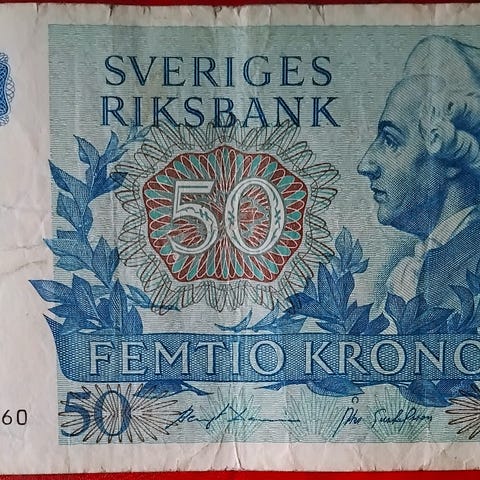 SVERIGES
RIKSBANK
50
FEMTIO KRONO
60
50